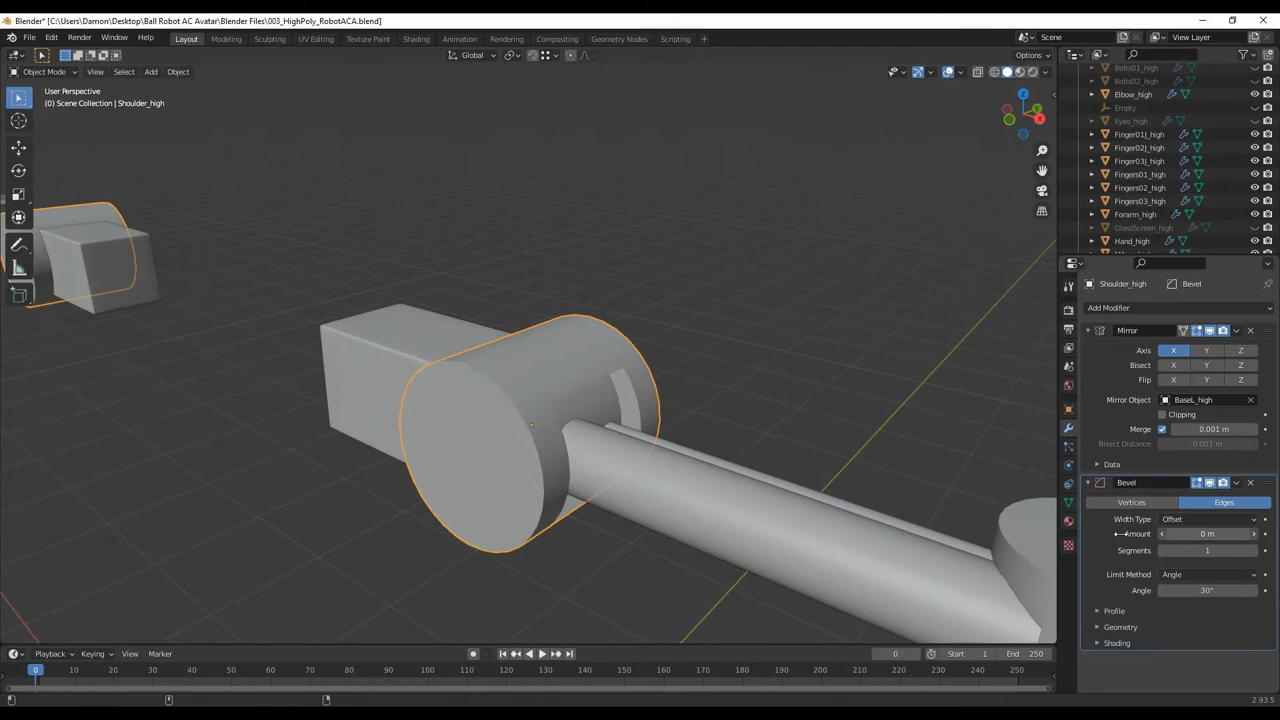 Blender* [C:\Users\Damon\Desktop\Ball Robot AC Avatar\Blender Files\003_HighPoly_RobotACA.blend]
File Edit Render Window Help Layout Modeling Sculpting UV Editing Texture Paint Shading Animation Rendering Compositing Geometry Nodes Scripting Scene View Layer
Global Options
Object Mode View Select Add Object
User Perspective
(0) Scene Collection | Shoulder_high
Z
Y
X
Bolts01_high
Bolts02_high
Elbow_high
Empty
Eyes_high
Finger01J_high
Finger02J_high
Finger03J_high
Fingers01_high
Fingers02_high
Fingers03_high
Forarm_high
GlassScreen_high
Hand_high
Shoulder_high Bevel
Add Modifier
Mirror
Axis X Y Z
Bisect X Y Z
Flip X Y Z
Mirror Object BaseL_high
Clipping
Merge 0.001 m
Bisect Distance 0.001 m
Data
Bevel
Vertices Edges
Width Type Offset
Amount 0 m
Segments 1
Limit Method Angle
Angle 30°
Profile
Geometry
Shading
Playback Keying View Marker 0 Start 1 End 250
0 10 20 30 40 50 60 70 80 90 100 110 120 130 140 150 160 170 180 190 200 210 220 230 240 250
2.93.5